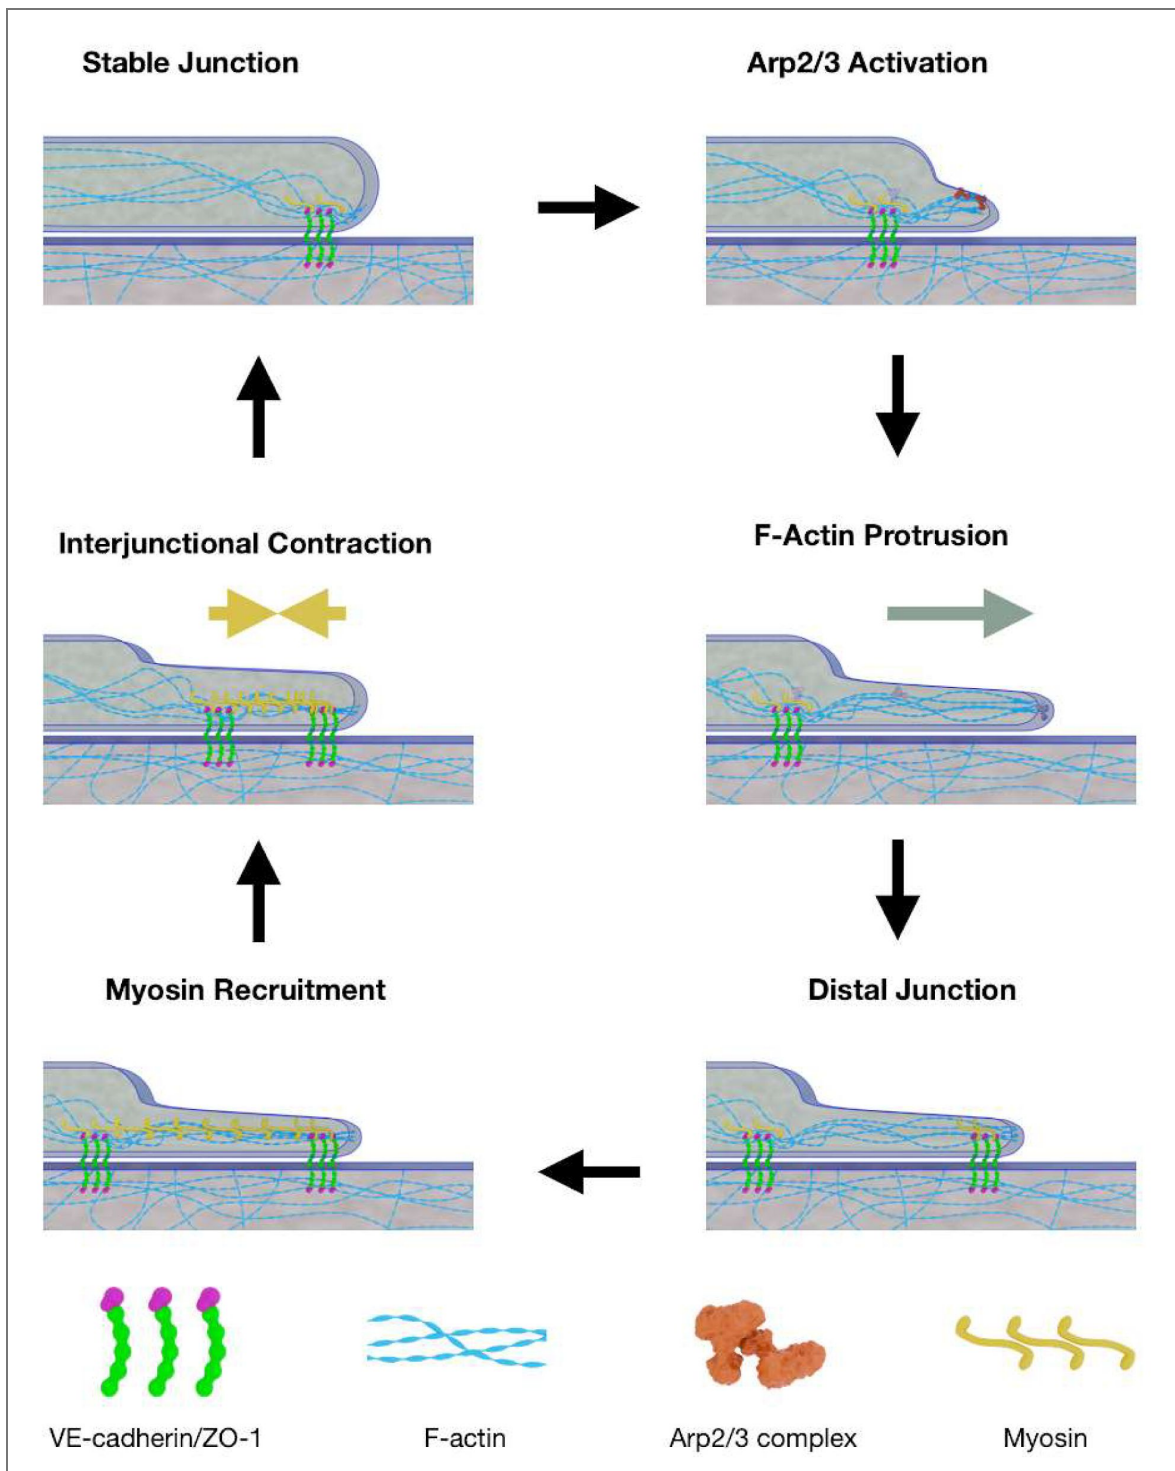 Stable Junction
Arp2/3 Activation
Interjunctional Contraction
F-Actin Protrusion
Myosin Recruitment
Distal Junction
VE-cadherin/ZO-1
F-actin
Arp2/3 complex
Myosin